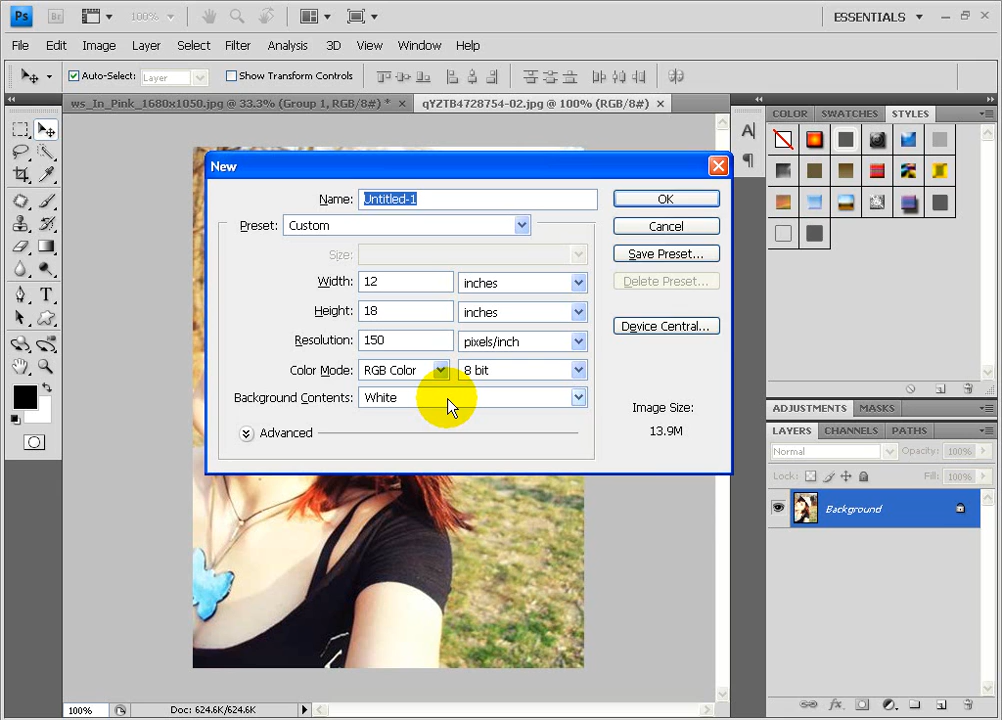 Ps Br 100% ESSENTIALS
File Edit Image Layer Select Filter Analysis 3D View Window Help
Auto-Select: Layer Show Transform Controls
ws_In_Pink_1680x1050.jpg @ 33.3% (Group 1, RGB/8#) * × qYZTB4728754-02.jpg @ 100% (RGB/8#) ×
COLOR SWATCHES STYLES
New
Name: Untitled-1 OK
Preset: Custom Cancel
Size: Save Preset...
Width: 12 inches Delete Preset...
Height: 18 inches
Resolution: 150 pixels/inch Device Central...
Color Mode: RGB Color 8 bit
Background Contents: White
Advanced
Image Size:
13.9M
ADJUSTMENTS MASKS
LAYERS CHANNELS PATHS
Normal Opacity: 100%
Lock: Fill: 100%
Background
100% Doc: 624.6K/624.6K